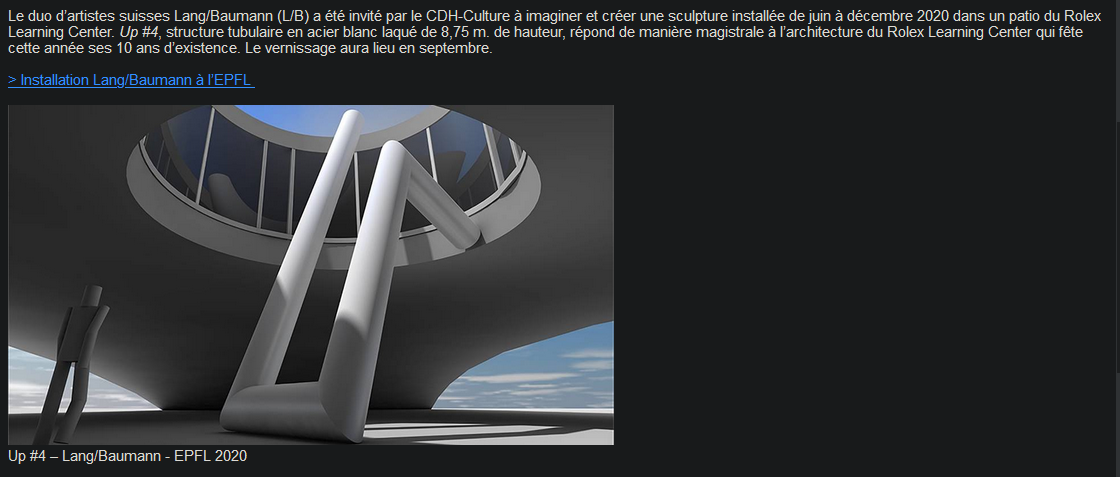 Le duo d’artistes suisses Lang/Baumann (L/B) a été invité par le CDH-Culture à imaginer et créer une sculpture installée de juin à décembre 2020 dans un patio du Rolex
Learning Center. Up #4, structure tubulaire en acier blanc laqué de 8,75 m. de hauteur, répond de manière magistrale à l’architecture du Rolex Learning Center qui fête
cette année ses 10 ans d’existence. Le vernissage aura lieu en septembre.
> Installation Lang/Baumann à l’EPFL
Up #4 – Lang/Baumann - EPFL 2020